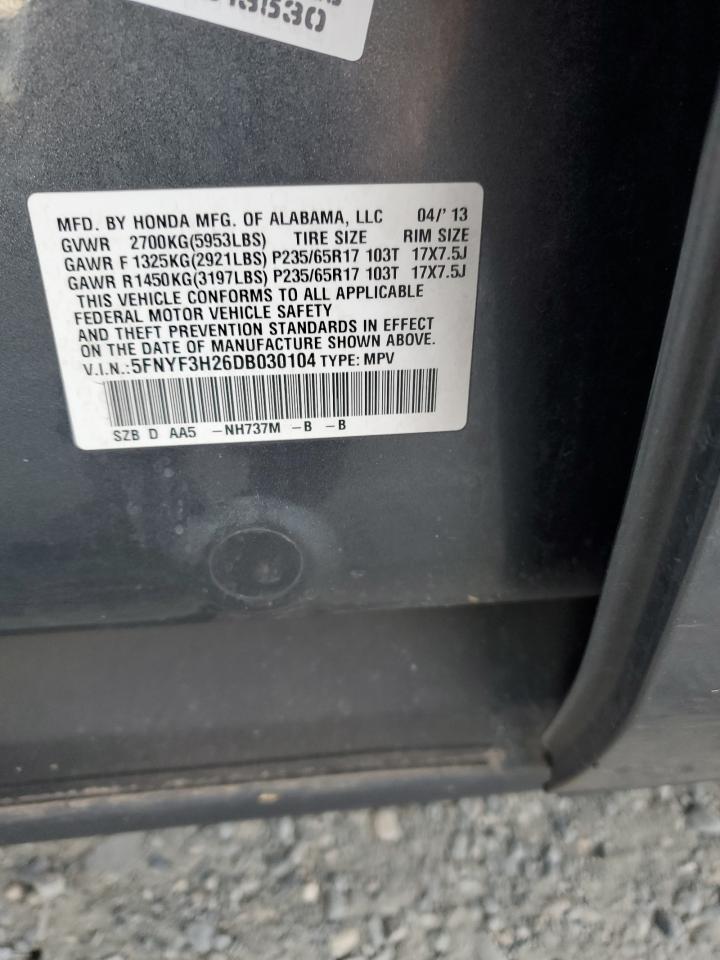 MFD. BY HONDA MFG. OF ALABAMA, LLC 04/'13
GVWR 2700KG(5953LBS) TIRE SIZE RIM SIZE
GAWR F 1325KG(2921LBS) P235/65R17 103T 17X7.5J
GAWR R1450KG(3197LBS) P235/65R17 103T 17X7.5J
THIS VEHICLE CONFORMS TO ALL APPLICABLE
FEDERAL MOTOR VEHICLE SAFETY
AND THEFT PREVENTION STANDARDS IN EFFECT
ON THE DATE OF MANUFACTURE SHOWN ABOVE.
V.I.N.:5FNYF3H26DB030104 TYPE: MPV
SZB D AA5 -NH737M -B -B